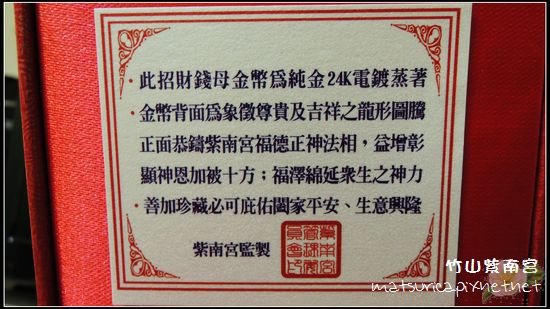 ·此招財錢母金幣爲純金24K電鍍蒸著
·金幣背面爲象徵尊貴及吉祥之龍形圖騰
正面恭鑄紫南宮福德正神法相，益增彰
顯神恩加被十方；福澤綿延衆生之神力
·善加珍藏必可庇佑闔家平安、生意興隆
紫南宮監製
竹山紫南宮
matsurica.pixnet.net